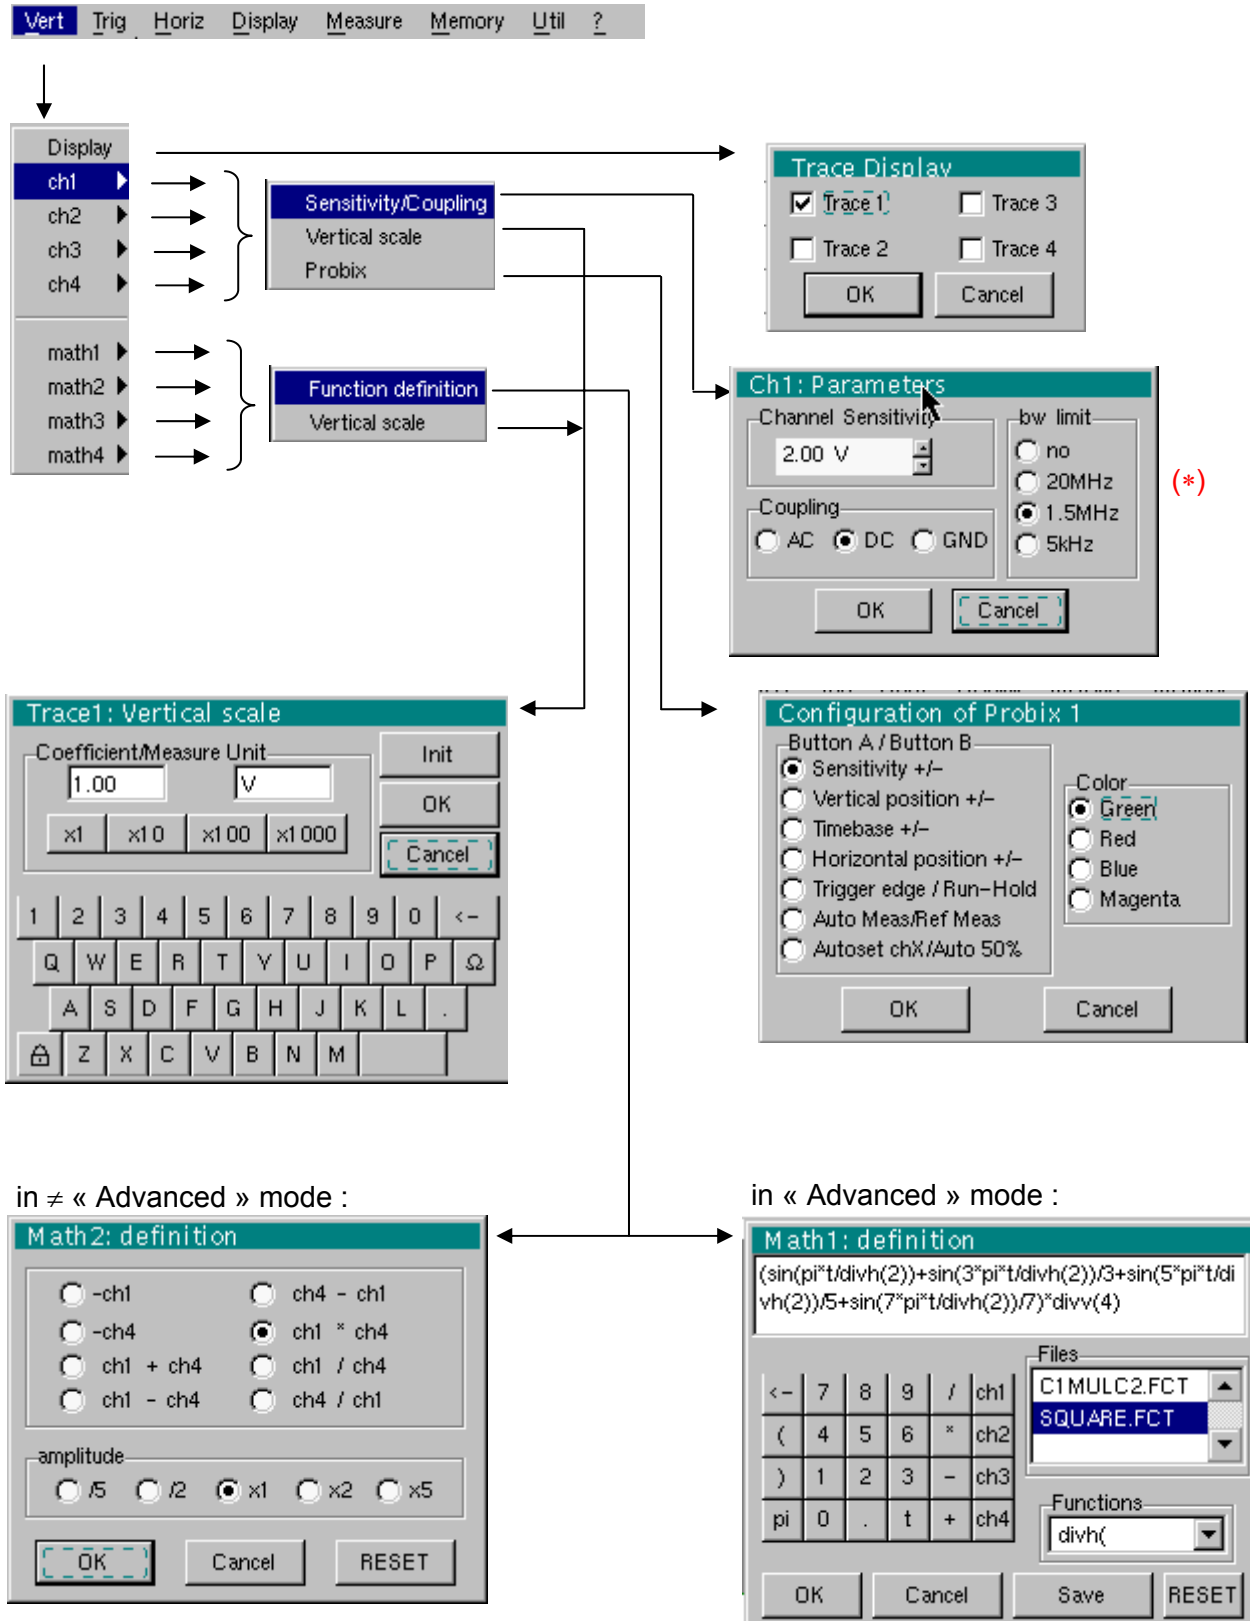 Vert Trig Horiz Display Measure Memory Util ?
Display
ch1
ch2
ch3
ch4
math1
math2
math3
math4
Sensitivity/Coupling
Vertical scale
Probix
Function definition
Vertical scale
Trace Display
Trace 1 Trace 3
Trace 2 Trace 4
OK Cancel
Ch1: Parameters
Channel Sensitivity
2.00 V
Coupling
AC DC GND
bw limit
no
20MHz
1.5MHz
5kHz
OK Cancel
(*)
Trace1: Vertical scale
Coefficient/Measure Unit
1.00 V
x1 x10 x100 x1000
Init
OK
Cancel
1 2 3 4 5 6 7 8 9 0 <-
Q W E R T Y U I O P Ω
A S D F G H J K L .
Z X C V B N M
Configuration of Probix 1
Button A / Button B
Sensitivity +/-
Vertical position +/-
Timebase +/-
Horizontal position +/-
Trigger edge / Run-Hold
Auto Meas/Ref Meas
Autoset chX/Auto 50%
Color
Green
Red
Blue
Magenta
OK Cancel
in ≠ « Advanced » mode :
Math2: definition
-ch1 ch4 - ch1
-ch4 ch1 * ch4
ch1 + ch4 ch1 / ch4
ch1 - ch4 ch4 / ch1
amplitude
/5 /2 x1 x2 x5
OK Cancel RESET
in « Advanced » mode :
Math1: definition
(sin(pi*t/divh(2))+sin(3*pi*t/divh(2))/3+sin(5*pi*t/di
vh(2))/5+sin(7*pi*t/divh(2))/7)*divv(4)
<- 7 8 9 / ch1
( 4 5 6 * ch2
) 1 2 3 - ch3
pi 0 . t + ch4
Files
C1MULC2.FCT
SQUARE.FCT
Functions
divh(
OK Cancel Save RESET